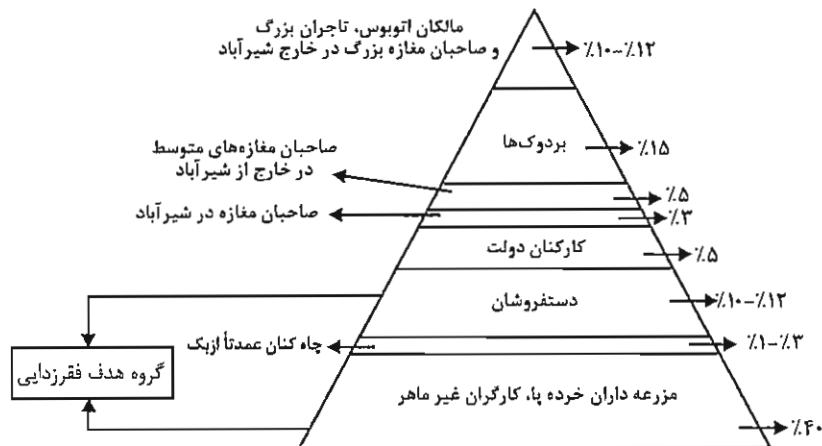 مالکان اتوبوس، تاجران بزرگ
و صاحبان مغازه بزرگ در خارج شیرآباد
٪۱۰-٪۱۲
بردوک‌ها
٪۱۵
صاحبان مغازه‌های متوسط
در خارج از شیرآباد
٪۵
صاحبان مغازه در شیرآباد
٪۳
کارکنان دولت
٪۵
دستفروشان
٪۱۰-٪۱۲
چاه کنان عمدتاً ازبک
٪۱-٪۳
گروه هدف فقرزدایی
مزرعه داران خرده پا، کارگران غیر ماهر
٪۴۰